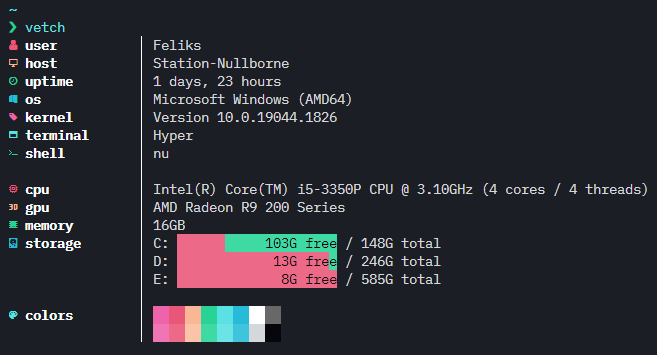 ~
❯ vetch
user Feliks
host Station-Nullborne
uptime 1 days, 23 hours
os Microsoft Windows (AMD64)
kernel Version 10.0.19044.1826
terminal Hyper
shell nu
cpu Intel(R) Core(TM) i5-3350P CPU @ 3.10GHz (4 cores / 4 threads)
3D gpu AMD Radeon R9 200 Series
memory 16GB
storage C: 103G free / 148G total
D: 13G free / 246G total
E: 8G free / 585G total
colors